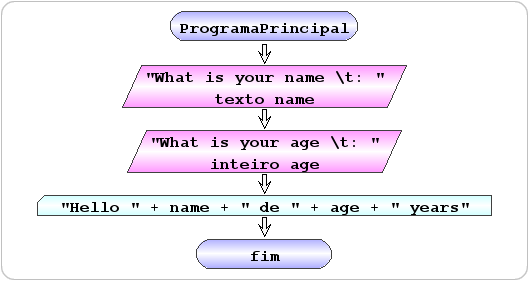 ProgramaPrincipal
"What is your name \t: "
texto name
"What is your age \t: "
inteiro age
"Hello " + name + " de " + age + " years"
fim